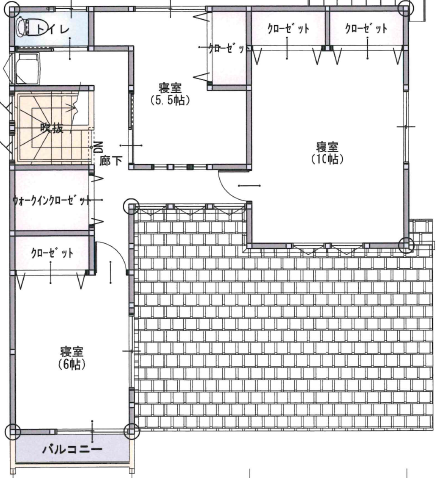 トイレ
クローゼット
クローゼット
クローゼット
寝室
(5.5帖)
吹抜
DN
廊下
寝室
(10帖)
ウォークインクローゼット
クローゼット
寝室
(6帖)
バルコニー